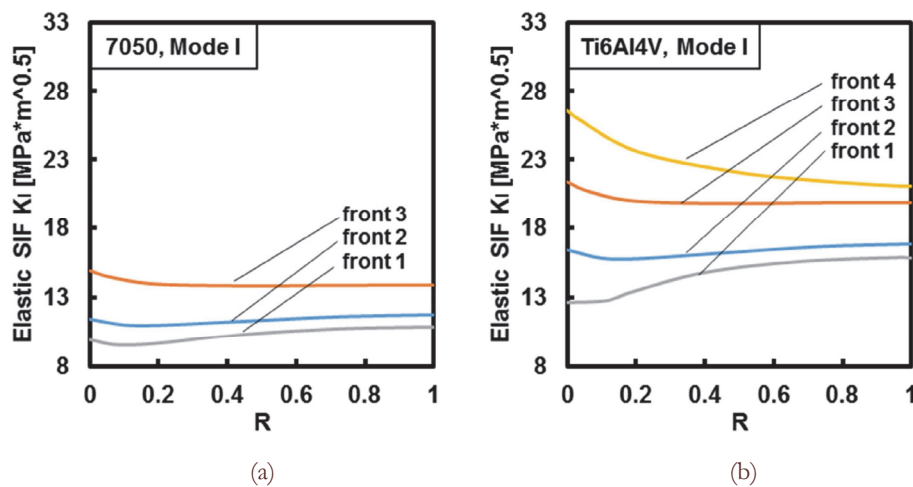 7050, Mode I
Elastic SIF KI [MPa*m^0.5]
33
28
23
18
13
8
front 3
front 2
front 1
0 0.2 0.4 0.6 0.8 1
R
(a)
Ti6Al4V, Mode I
Elastic SIF KI [MPa*m^0.5]
33
28
23
18
13
8
front 4
front 3
front 2
front 1
0 0.2 0.4 0.6 0.8 1
R
(b)